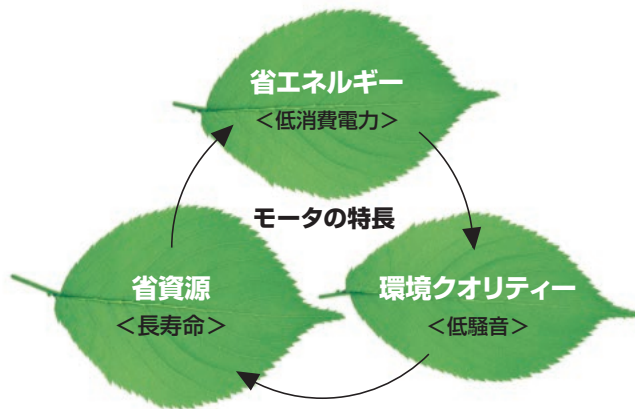 省エネルギー
＜低消費電力＞
モータの特長
省資源
＜長寿命＞
環境クオリティー
＜低騒音＞